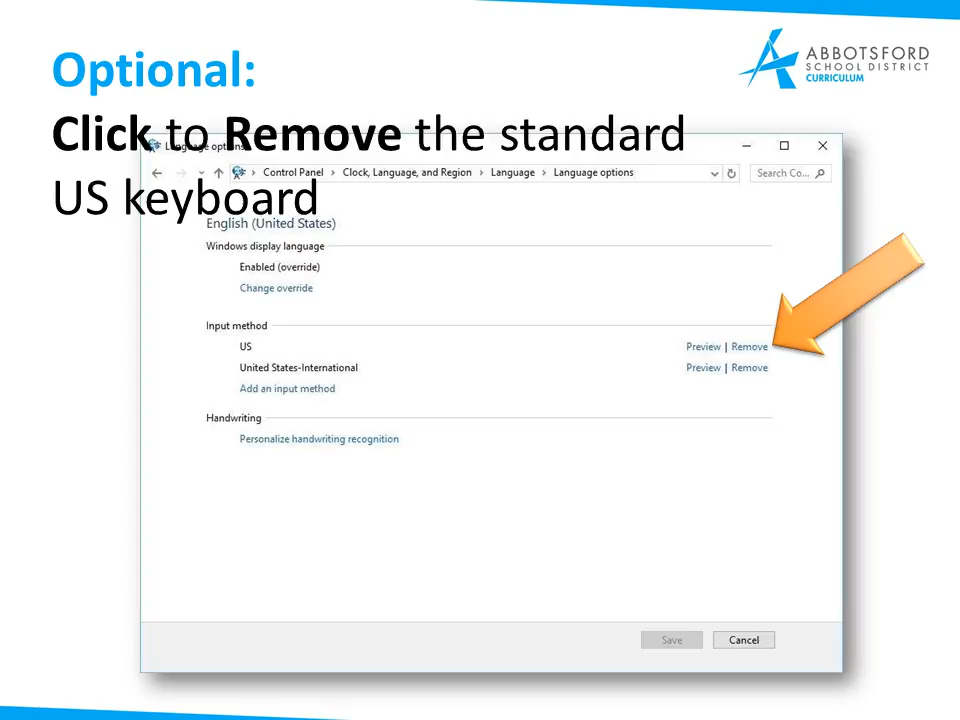 Optional:
ABBOTSFORD
SCHOOL DISTRICT
CURRICULUM
Click to Remove the standard
US keyboard
Language options
Control Panel > Clock, Language, and Region > Language > Language options
Search Co...
English (United States)
Windows display language
Enabled (override)
Change override
Input method
US Preview | Remove
United States-International Preview | Remove
Add an input method
Handwriting
Personalize handwriting recognition
Save Cancel